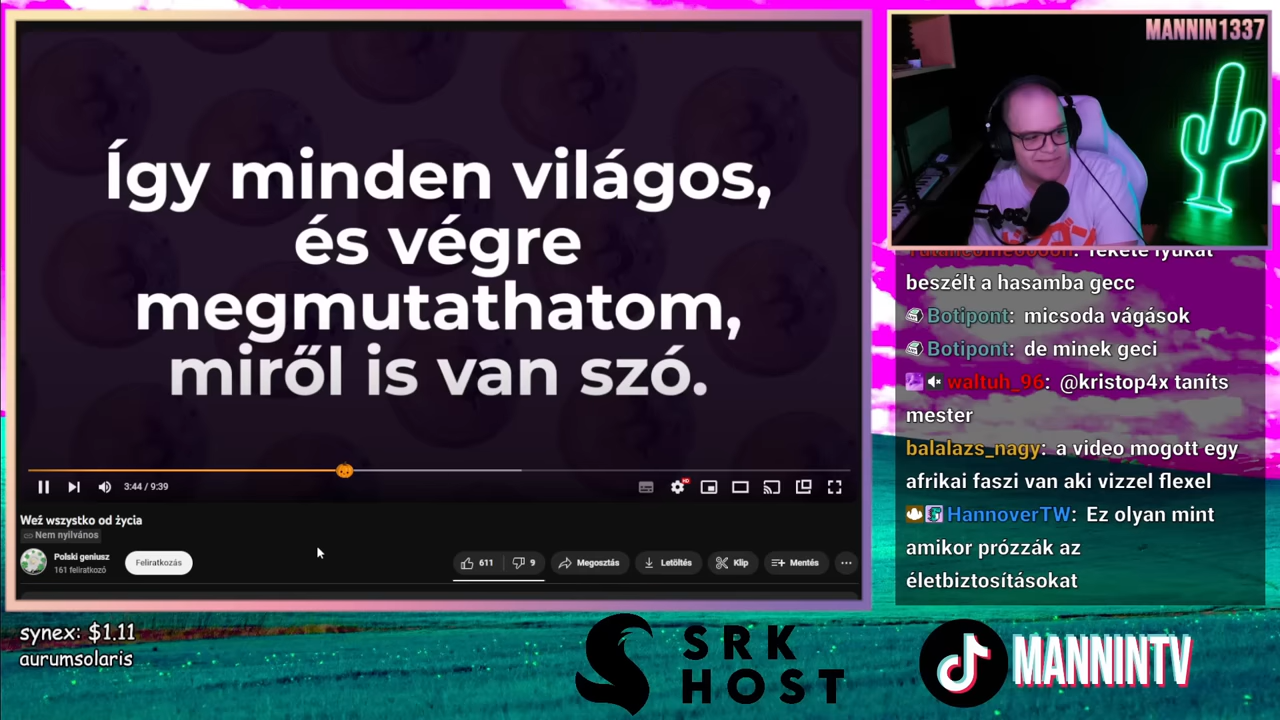 Így minden világos,
és végre
megmutathatom,
miről is van szó.
3:44 / 9:39
HD
Weź wszystko od życia
Nem nyilvános
Polski geniusz
161 feliratkozó
Feliratkozás
611
9
Megosztás
Letöltés
Klip
Mentés
MANNIN1337
beszélt a hasamba gecc
Botipont: micsoda vágások
Botipont: de minek geci
waltuh_96: @kristop4x taníts
mester
balalazs_nagy: a video mogott egy
afrikai faszi van aki vizzel flexel
HannoverTW: Ez olyan mint
amikor prózzák az
életbiztosításokat
synex: $1.11
aurumsolaris
SRK
HOST
MANNINTV